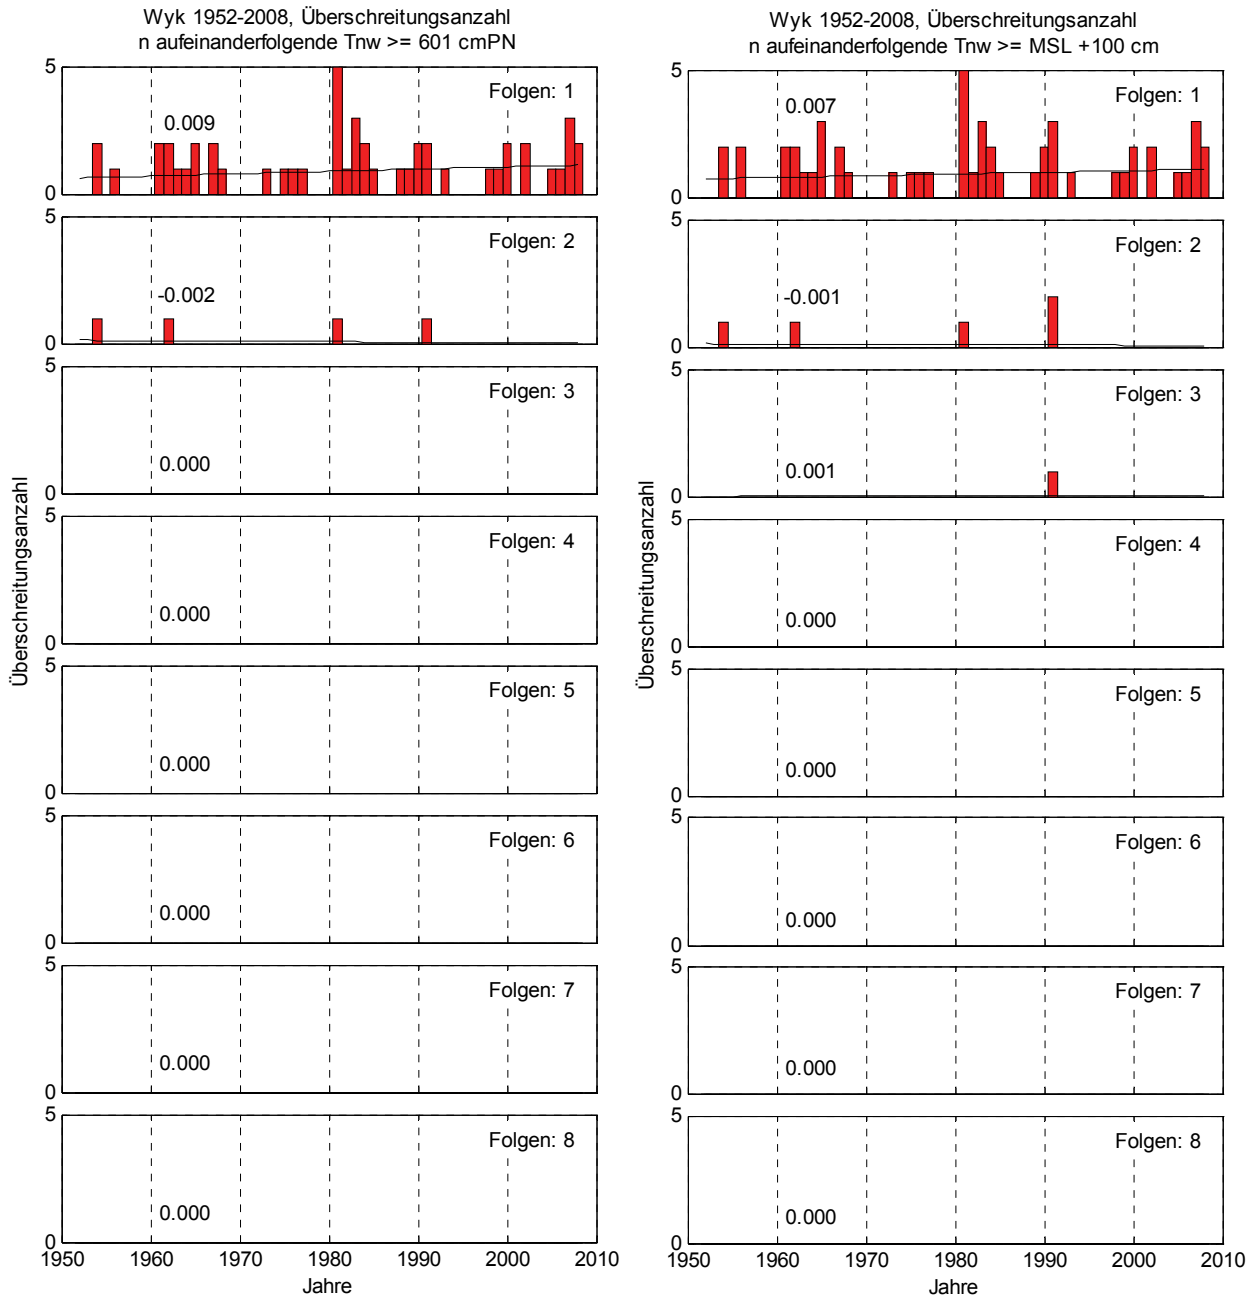 Wyk 1952-2008, Überschreitungsanzahl
n aufeinanderfolgende Tnw >= 601 cmPN
5
Folgen: 1
0.009
0
5
Folgen: 2
-0.002
0
5
Folgen: 3
0.000
0
5
Folgen: 4
0.000
0
5
Folgen: 5
0.000
0
5
Folgen: 6
0.000
0
5
Folgen: 7
0.000
0
5
Folgen: 8
0.000
0
1950 1960 1970 1980 1990 2000 2010
Jahre
Überschreitungsanzahl
Wyk 1952-2008, Überschreitungsanzahl
n aufeinanderfolgende Tnw >= MSL +100 cm
5
Folgen: 1
0.007
0
5
Folgen: 2
-0.001
0
5
Folgen: 3
0.001
0
5
Folgen: 4
0.000
0
5
Folgen: 5
0.000
0
5
Folgen: 6
0.000
0
5
Folgen: 7
0.000
0
5
Folgen: 8
0.000
0
1950 1960 1970 1980 1990 2000 2010
Jahre
Überschreitungsanzahl